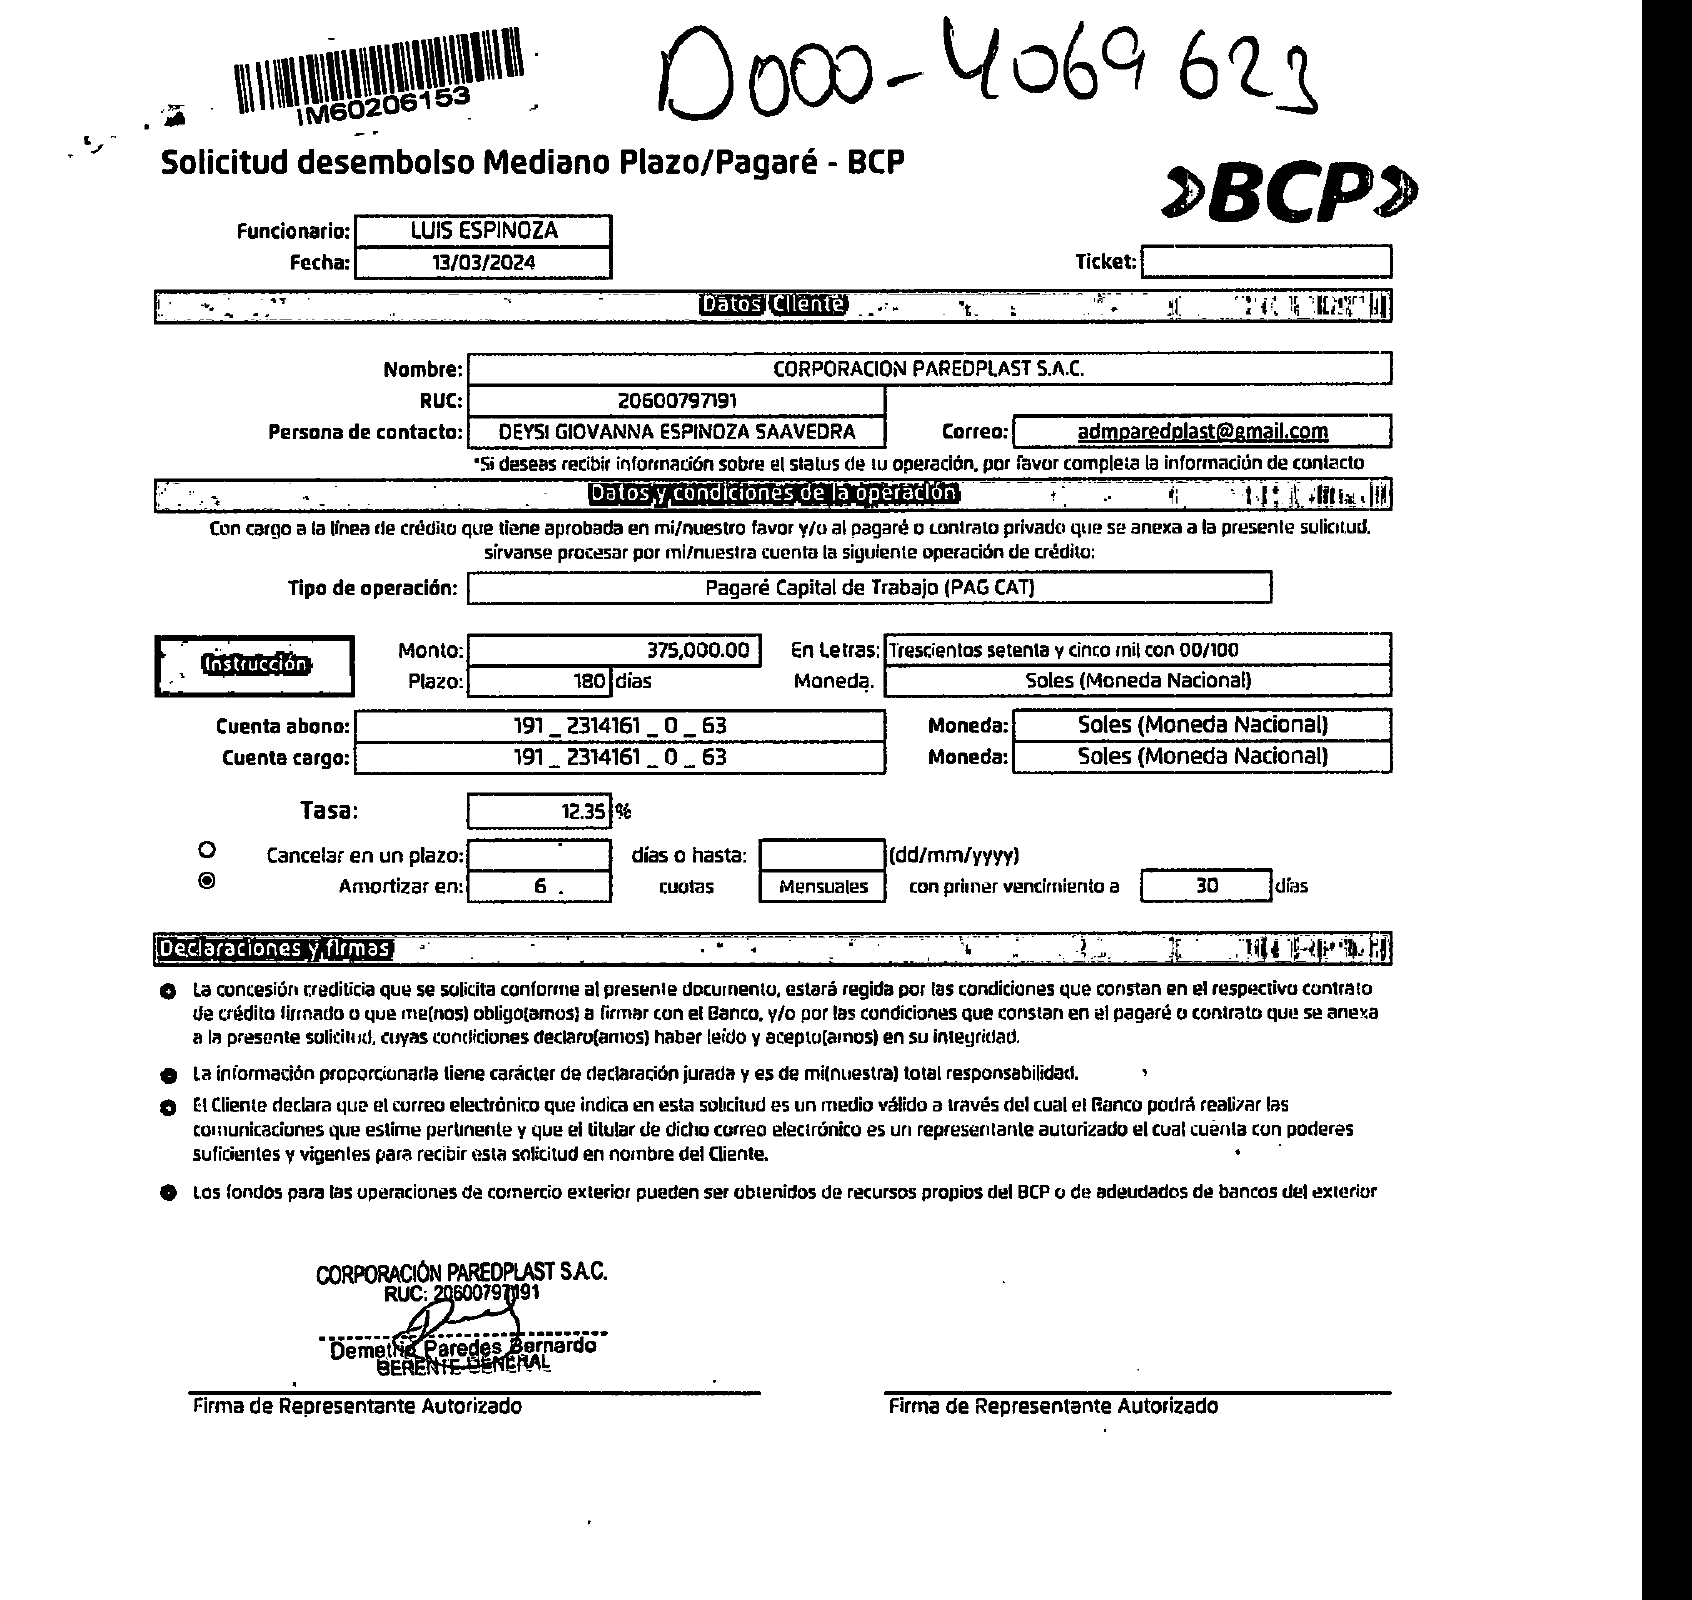 D000-4069623
IM60206153
Solicitud desembolso Mediano Plazo/Pagaré - BCP
BCP
Funcionario: LUIS ESPINOZA
Fecha: 13/03/2024
Ticket:
Datos Cliente
Nombre: CORPORACION PAREDPLAST S.A.C.
RUC: 20600797191
Persona de contacto: DEYSI GIOVANNA ESPINOZA SAAVEDRA Correo: admparedplast@gmail.com
*Si deseas recibir información sobre el status de tu operación, por favor completa la información de contacto
Datos y condiciones de la operación
Con cargo a la línea de crédito que tiene aprobada en mi/nuestro favor y/o al pagaré o contrato privado que se anexa a la presente solicitud,
sírvanse procesar por mi/nuestra cuenta la siguiente operación de crédito:
Tipo de operación: Pagaré Capital de Trabajo (PAG CAT)
Instrucción
Monto: 375,000.00 En Letras: Trescientos setenta y cinco mil con 00/100
Plazo: 180 días Moneda. Soles (Moneda Nacional)
Cuenta abono: 191 _ 2314161 _ 0 _ 63 Moneda: Soles (Moneda Nacional)
Cuenta cargo: 191 _ 2314161 _ 0 _ 63 Moneda: Soles (Moneda Nacional)
Tasa: 12.35 %
Cancelar en un plazo: días o hasta: (dd/mm/yyyy)
Amortizar en: 6 cuotas Mensuales con primer vencimiento a 30 días
Declaraciones y firmas
La concesión crediticia que se solicita conforme al presente documento, estará regida por las condiciones que constan en el respectivo contrato
de crédito firmado o que me(nos) obligo(amos) a firmar con el Banco, y/o por las condiciones que constan en el pagaré o contrato que se anexa
a la presente solicitud, cuyas condiciones declaro(amos) haber leído y acepto(amos) en su integridad.
La información proporcionada tiene carácter de declaración jurada y es de mi(nuestra) total responsabilidad.
El Cliente declara que el correo electrónico que indica en esta solicitud es un medio válido a través del cual el Banco podrá realizar las
comunicaciones que estime pertinente y que el titular de dicho correo electrónico es un representante autorizado el cual cuenta con poderes
suficientes y vigentes para recibir esta solicitud en nombre del Cliente.
Los fondos para las operaciones de comercio exterior pueden ser obtenidos de recursos propios del BCP o de adeudados de bancos del exterior
CORPORACIÓN PAREDPLAST S.A.C.
RUC: 20600797191
Demetrio Paredes Bernardo
GERENTE GENERAL
Firma de Representante Autorizado
Firma de Representante Autorizado